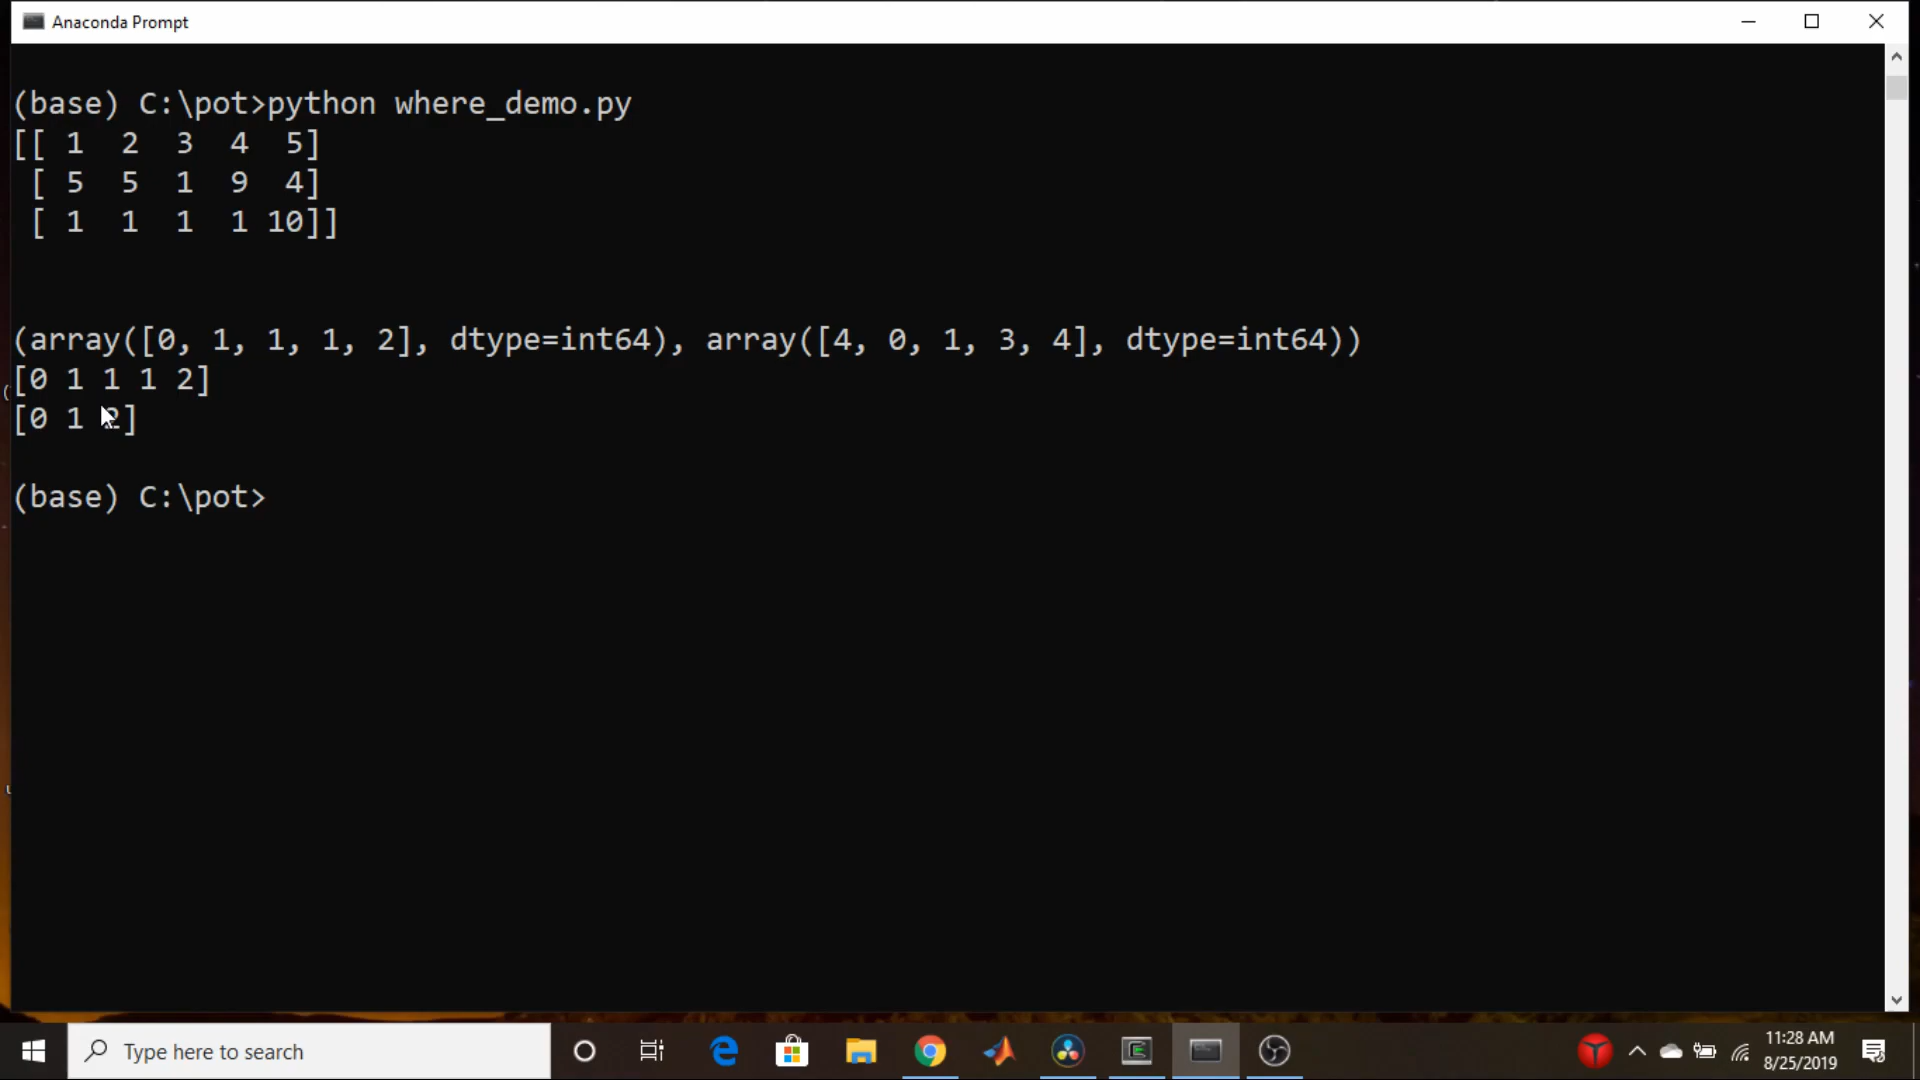 Anaconda Prompt
(base) C:\pot>python where_demo.py
[[ 1  2  3  4  5]
 [ 5  5  1  9  4]
 [ 1  1  1  1 10]]
(array([0, 1, 1, 1, 2], dtype=int64), array([4, 0, 1, 3, 4], dtype=int64))
[0 1 1 1 2]
[0 1 2]
(base) C:\pot>
Type here to search
11:28 AM
8/25/2019